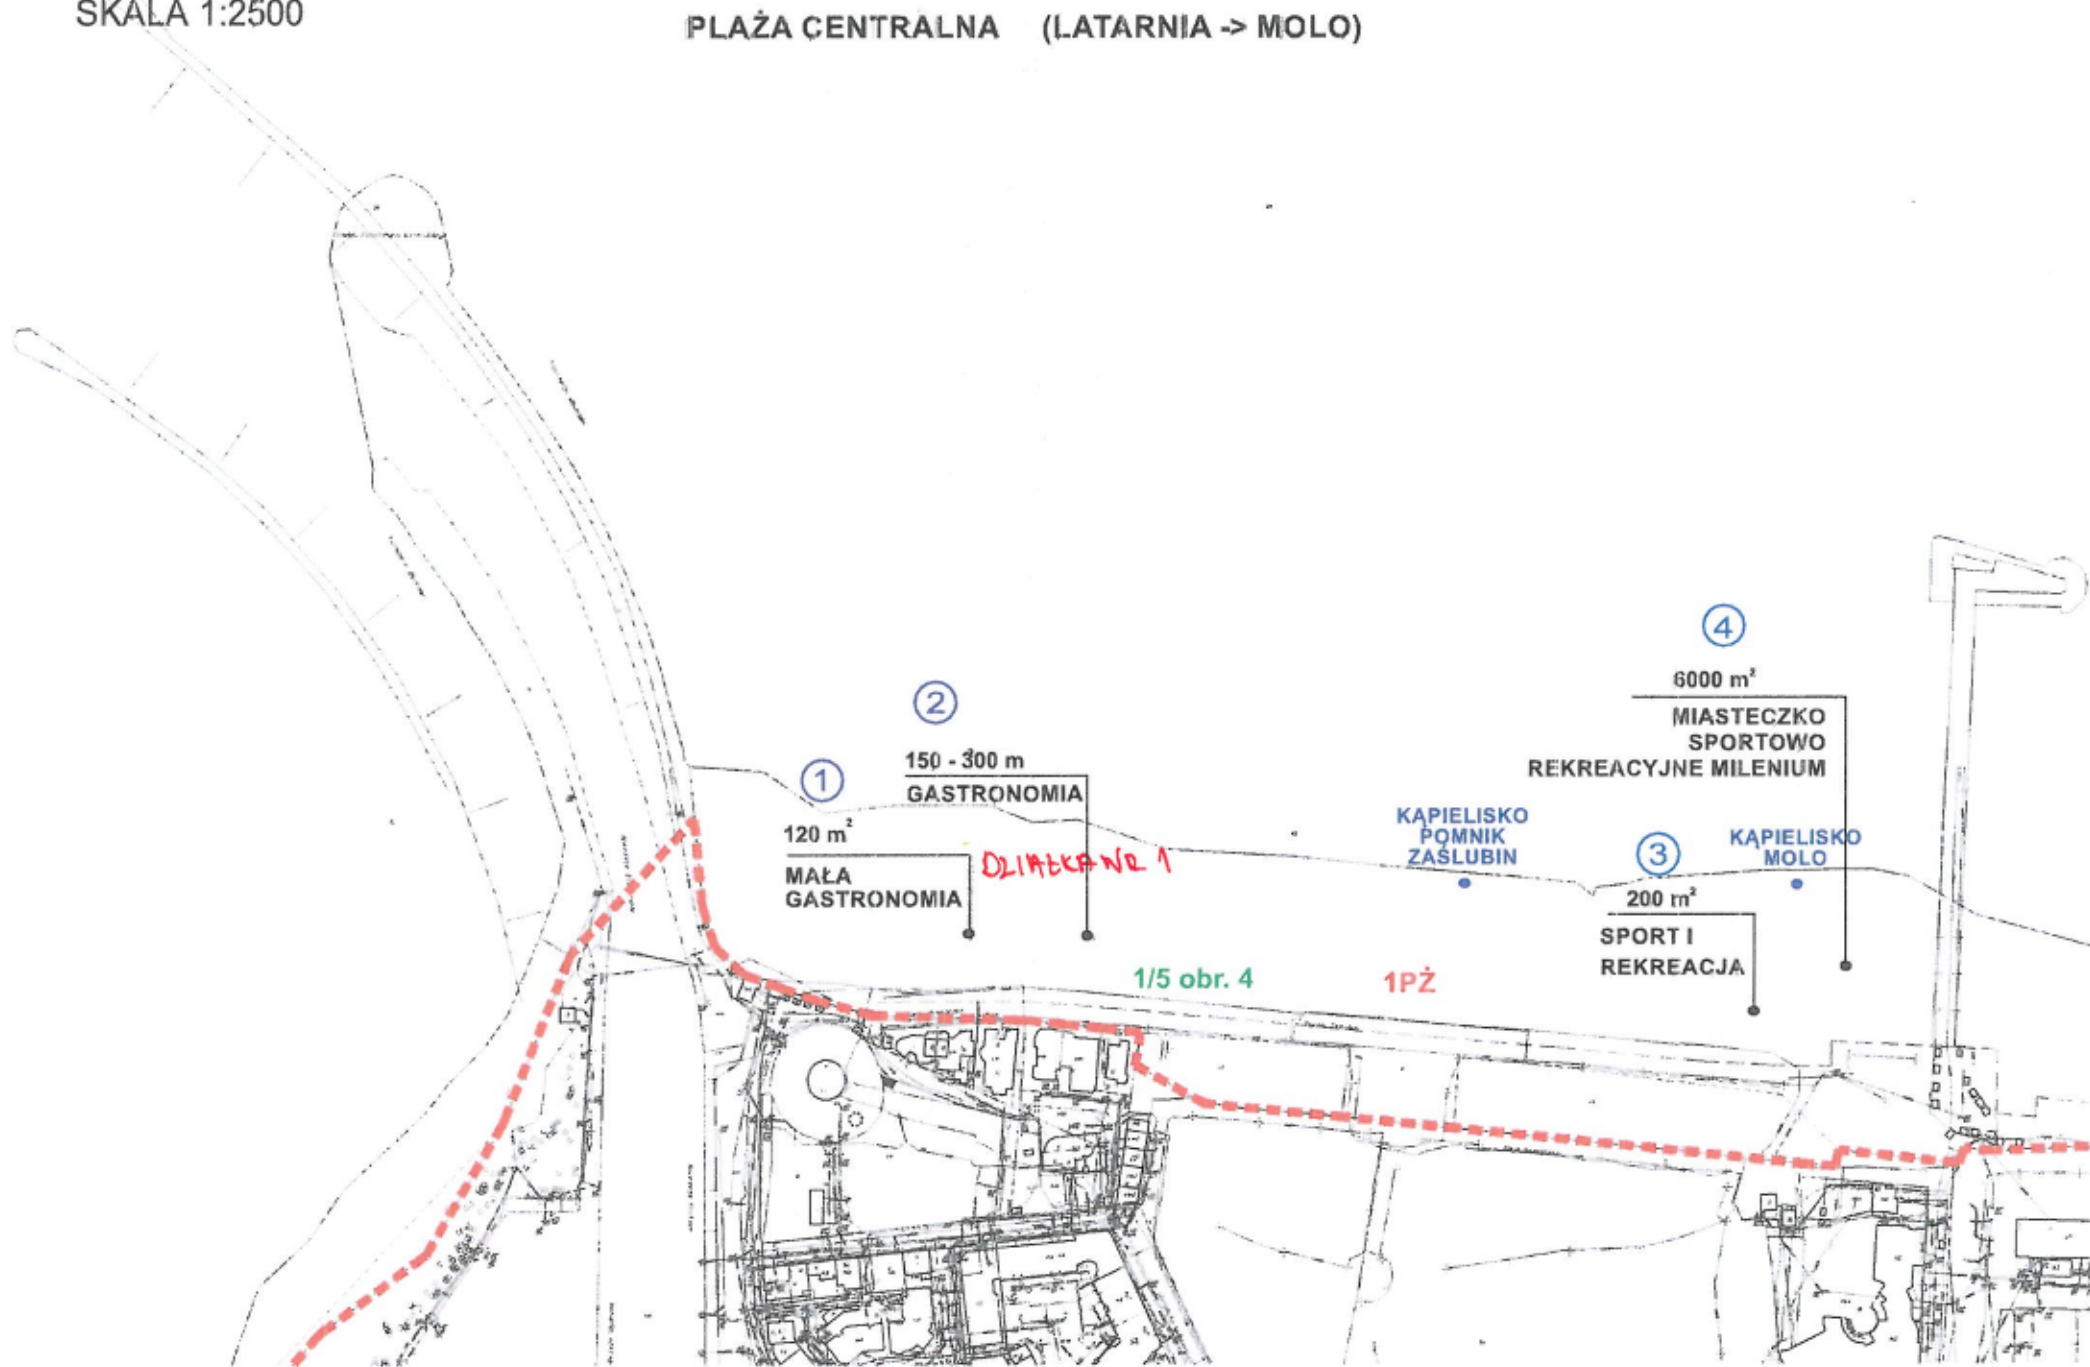 SKALA 1:2500
PLAŻA CENTRALNA (LATARNIA -> MOLO)
4
6000 m²
MIASTECZKO
SPORTOWO
REKREACYJNE MILENIUM
2
150 - 300 m²
GASTRONOMIA
1
120 m²
MAŁA
GASTRONOMIA
DZIAŁKA NR 1
KĄPIELISKO
POMNIK
ZAŚLUBIN
3
KĄPIELISKO
MOLO
200 m²
SPORT I
REKREACJA
1/5 obr. 4
1PŻ